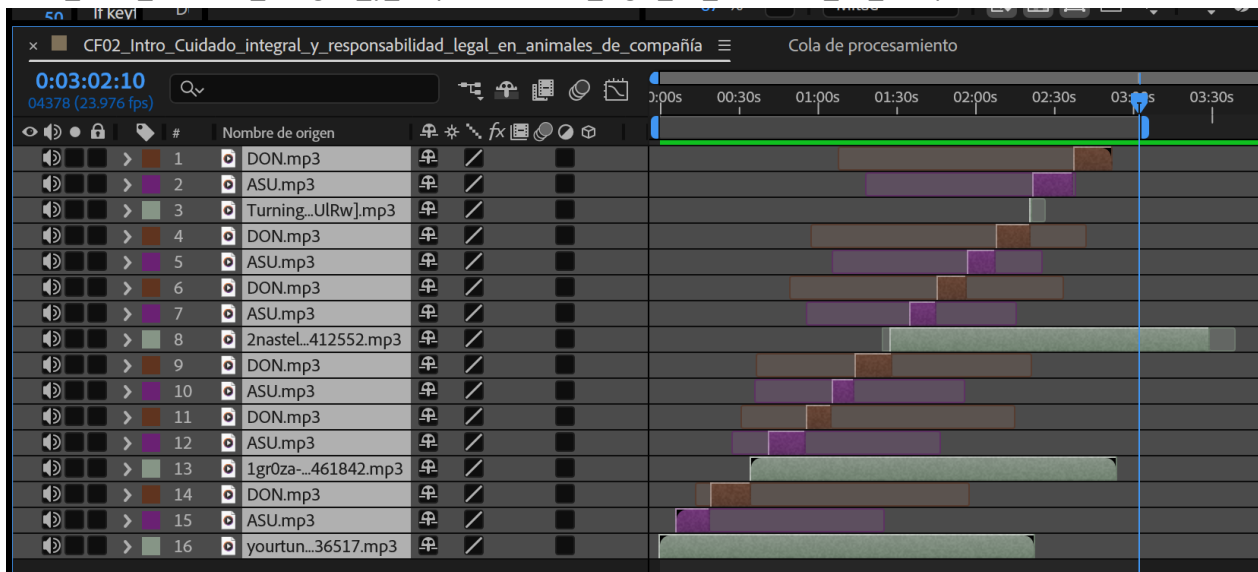 50 If keyf
CF02_Intro_Cuidado_integral_y_responsabilidad_legal_en_animales_de_compañía
Cola de procesamiento
0:03:02:10
04378 (23.976 fps)
00:30s 01:00s 01:30s 02:00s 02:30s 03:30s
# Nombre de origen fx
1 DON.mp3
2 ASU.mp3
3 Turning...UlRw].mp3
4 DON.mp3
5 ASU.mp3
6 DON.mp3
7 ASU.mp3
8 2nastel...412552.mp3
9 DON.mp3
10 ASU.mp3
11 DON.mp3
12 ASU.mp3
13 1gr0za-...461842.mp3
14 DON.mp3
15 ASU.mp3
16 yourtun...36517.mp3